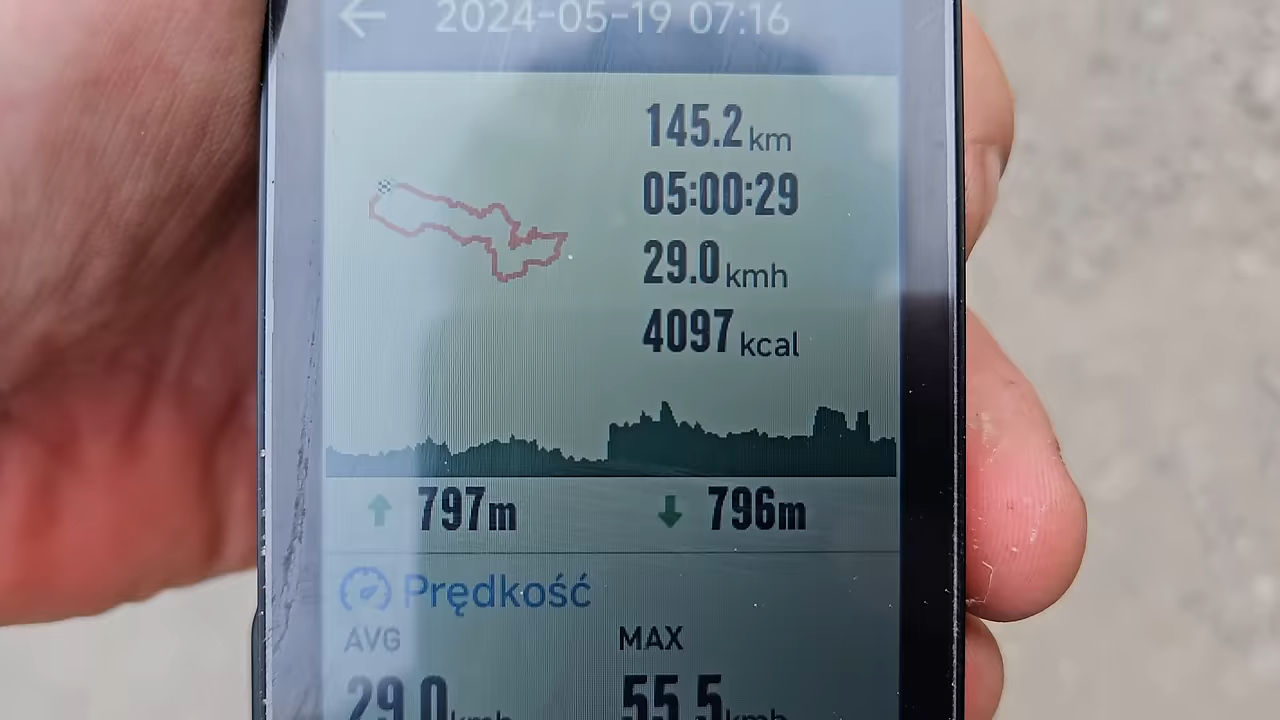 2024-05-19 07:16
145.2 km
05:00:29
29.0 kmh
4097 kcal
797m 796m
Prędkość
AVG MAX
29.0 kmh 55.5 kmh